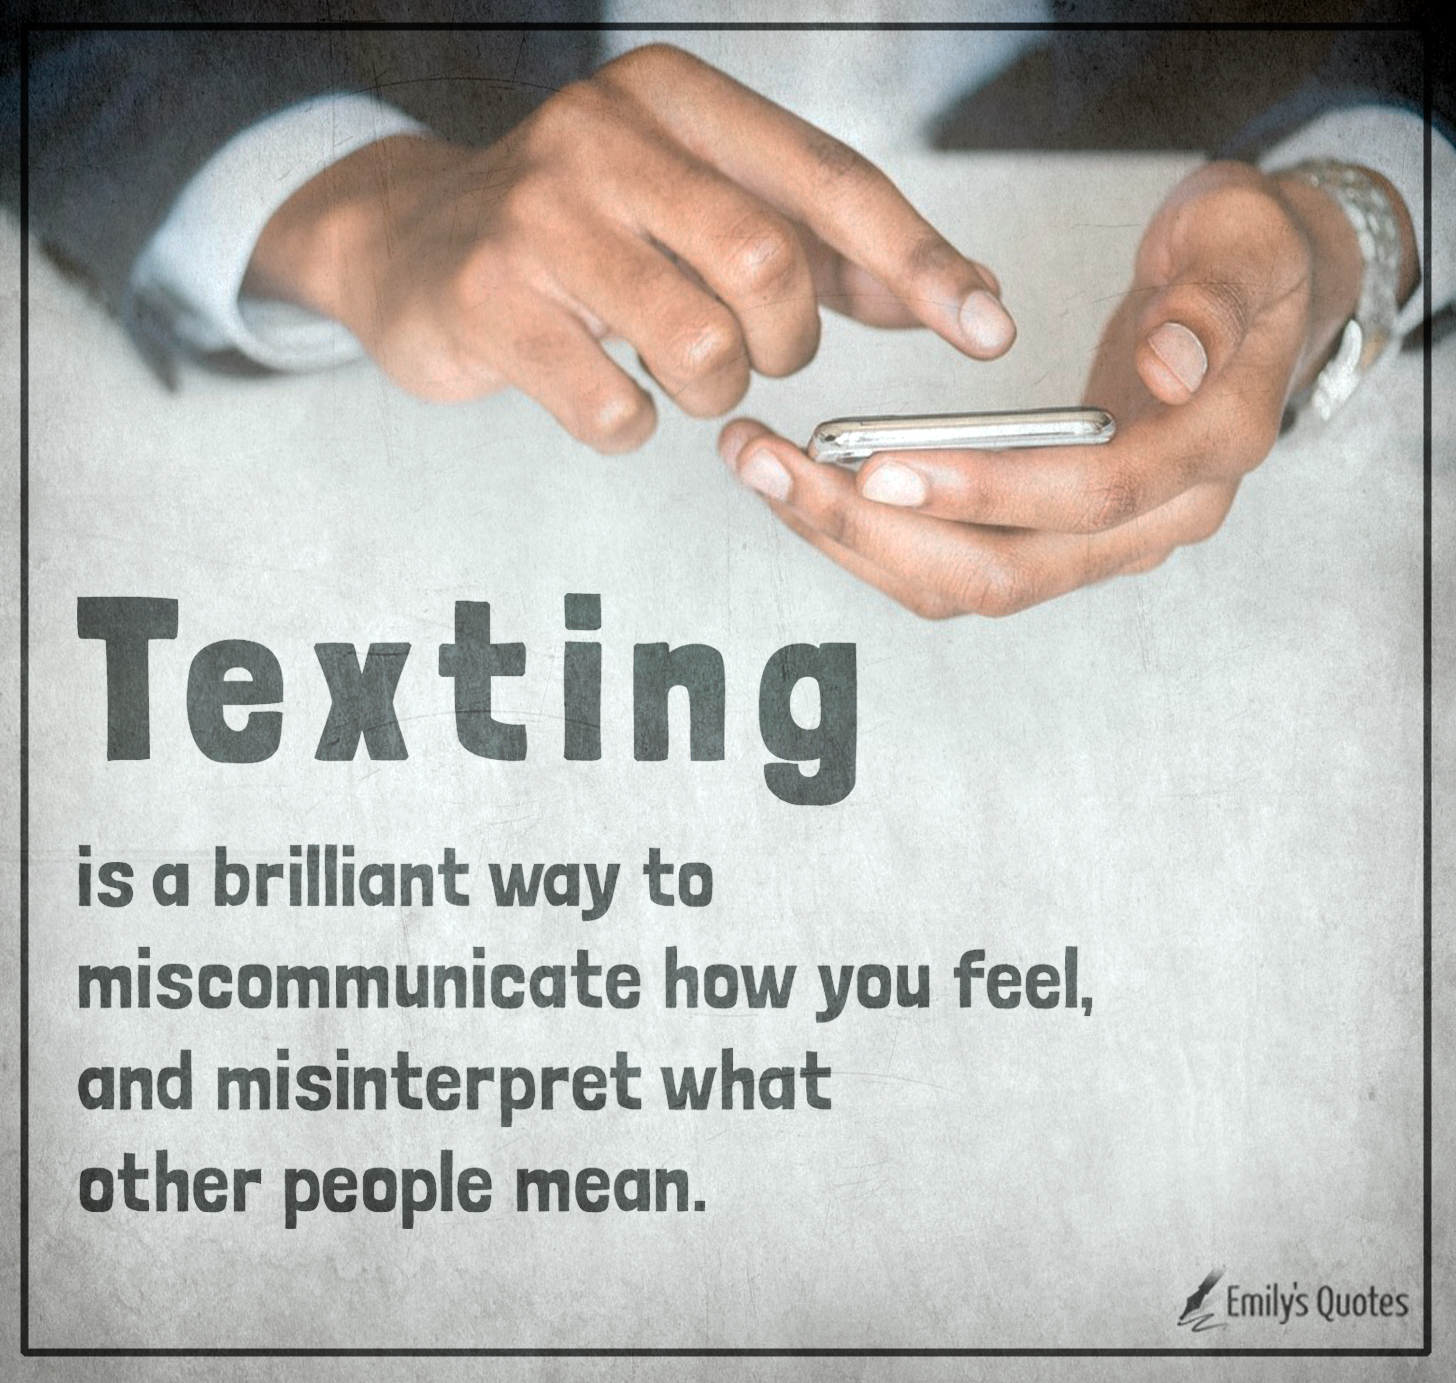 Texting
is a brilliant way to
miscommunicate how you feel,
and misinterpret what
other people mean.
Emily's Quotes